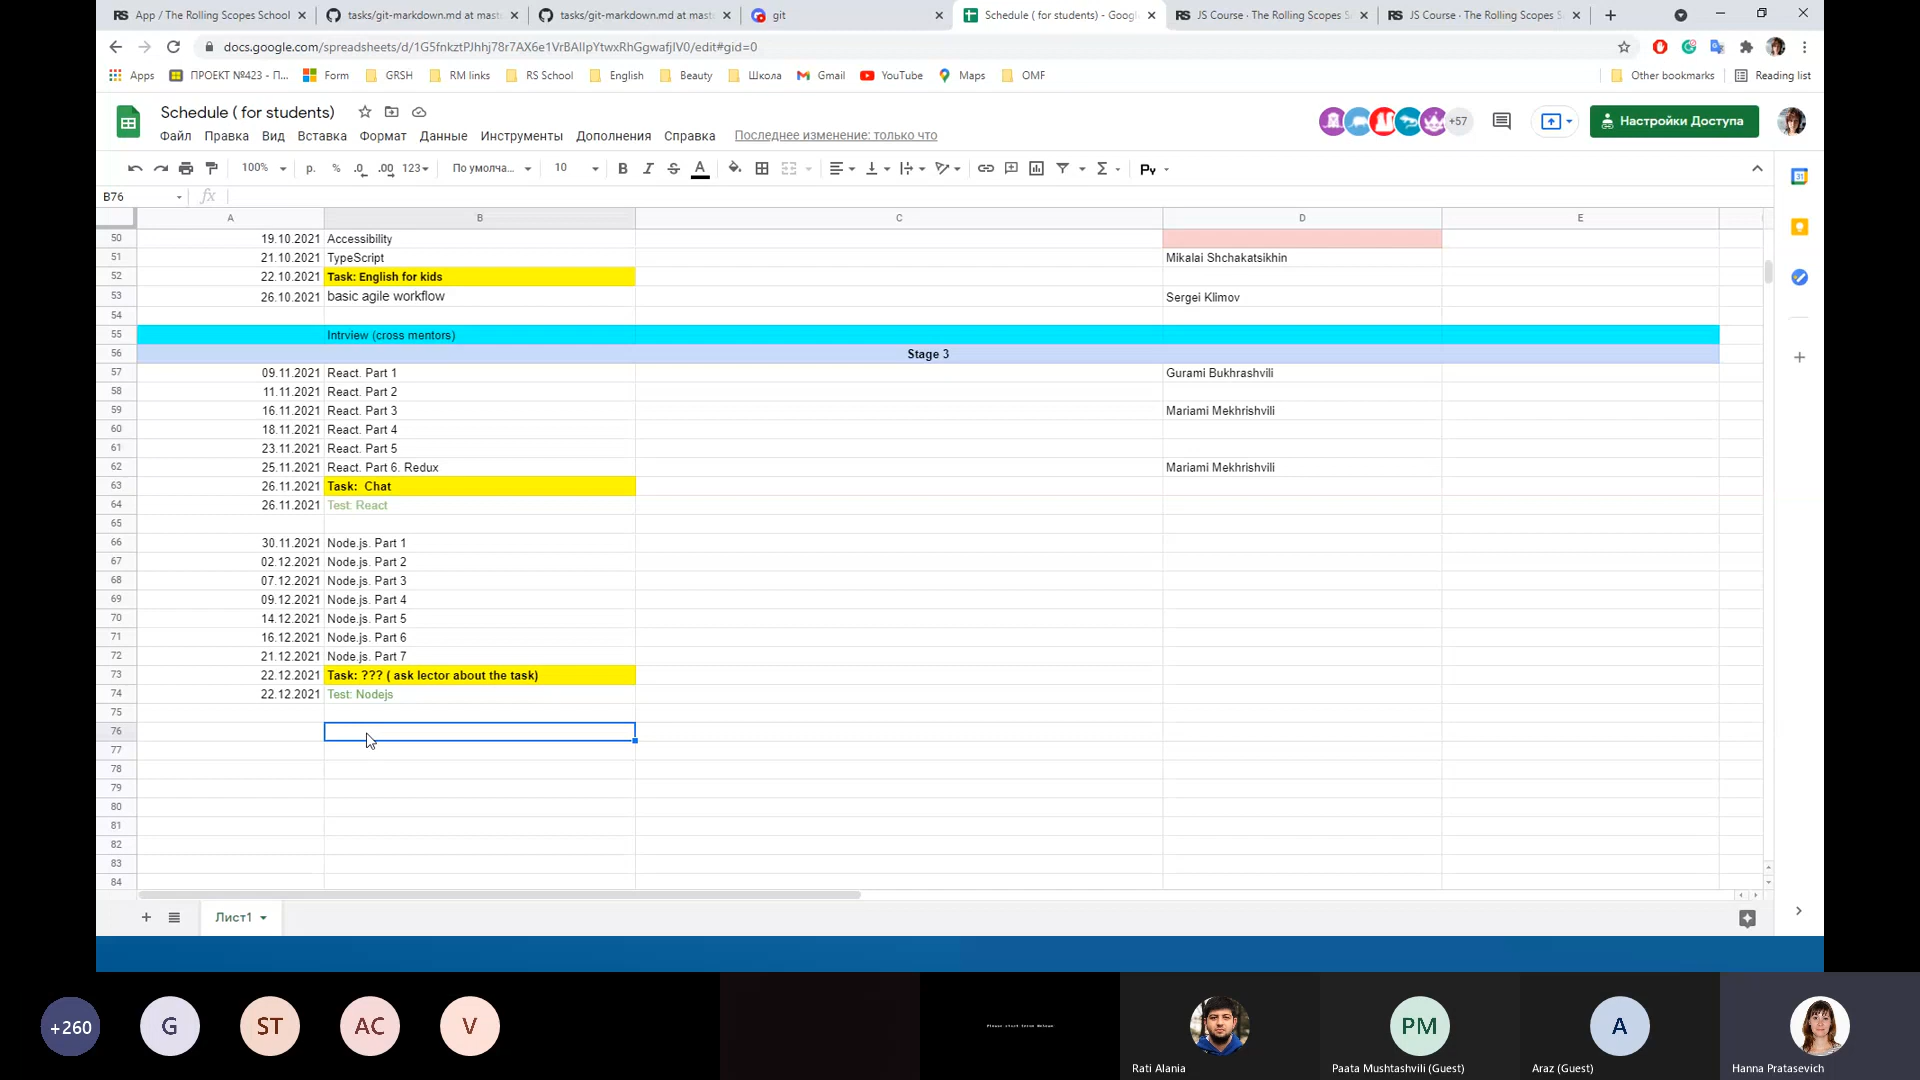 App / The Rolling Scopes School
tasks/git-markdown.md at mast
tasks/git-markdown.md at mast
git
Schedule ( for students) - Googl
JS Course · The Rolling Scopes S
JS Course · The Rolling Scopes S
docs.google.com/spreadsheets/d/1G5fnkztPJhhj78r7AX6e1VrBAIlpYtwxRhGgwafjlV0/edit#gid=0
Apps
ПРОЕКТ №423 - П...
Form
GRSH
RM links
RS School
English
Beauty
Школа
Gmail
YouTube
Maps
OMF
Other bookmarks
Reading list
Schedule ( for students)
Файл Правка Вид Вставка Формат Данные Инструменты Дополнения Справка Последнее изменение: только что
+57
Настройки Доступа
100% р. % .0 .00 123 По умолча... 10 B I S A Σ Ру
B76 fx
A B C D E
50 19.10.2021 Accessibility
51 21.10.2021 TypeScript Mikalai Shchakatsikhin
52 22.10.2021 Task: English for kids
53 26.10.2021 basic agile workflow Sergei Klimov
54
55 Intrview (cross mentors)
56 Stage 3
57 09.11.2021 React. Part 1 Gurami Bukhrashvili
58 11.11.2021 React. Part 2
59 16.11.2021 React. Part 3 Mariami Mekhrishvili
60 18.11.2021 React. Part 4
61 23.11.2021 React. Part 5
62 25.11.2021 React. Part 6. Redux Mariami Mekhrishvili
63 26.11.2021 Task: Chat
64 26.11.2021 Test: React
65
66 30.11.2021 Node.js. Part 1
67 02.12.2021 Node.js. Part 2
68 07.12.2021 Node.js. Part 3
69 09.12.2021 Node.js. Part 4
70 14.12.2021 Node.js. Part 5
71 16.12.2021 Node.js. Part 6
72 21.12.2021 Node.js. Part 7
73 22.12.2021 Task: ??? ( ask lector about the task)
74 22.12.2021 Test: Nodejs
75
76
77
78
79
80
81
82
83
84
Лист1
+260
G
ST
AC
V
Please start from Notown
Rati Alania
PM
Paata Mushtashvili (Guest)
A
Araz (Guest)
Hanna Pratasevich